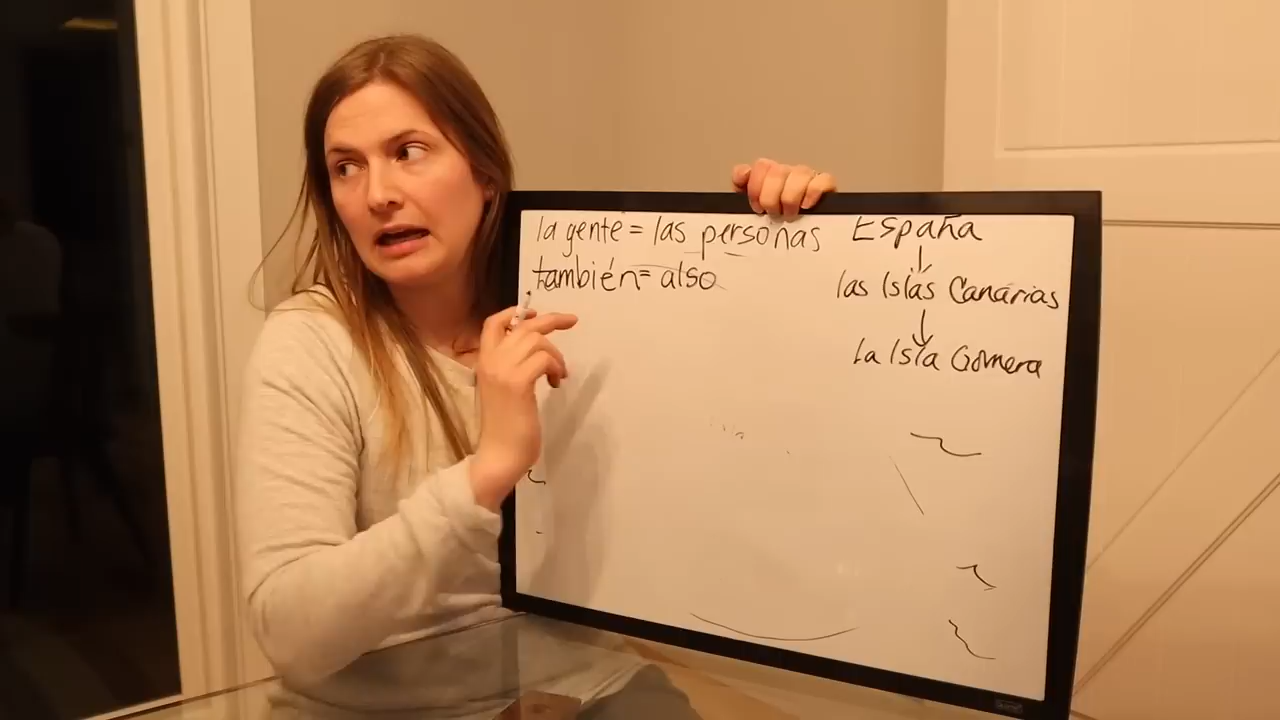 la gente = las personas
también = also
España
las Islas Canarias
la Isla Gomera